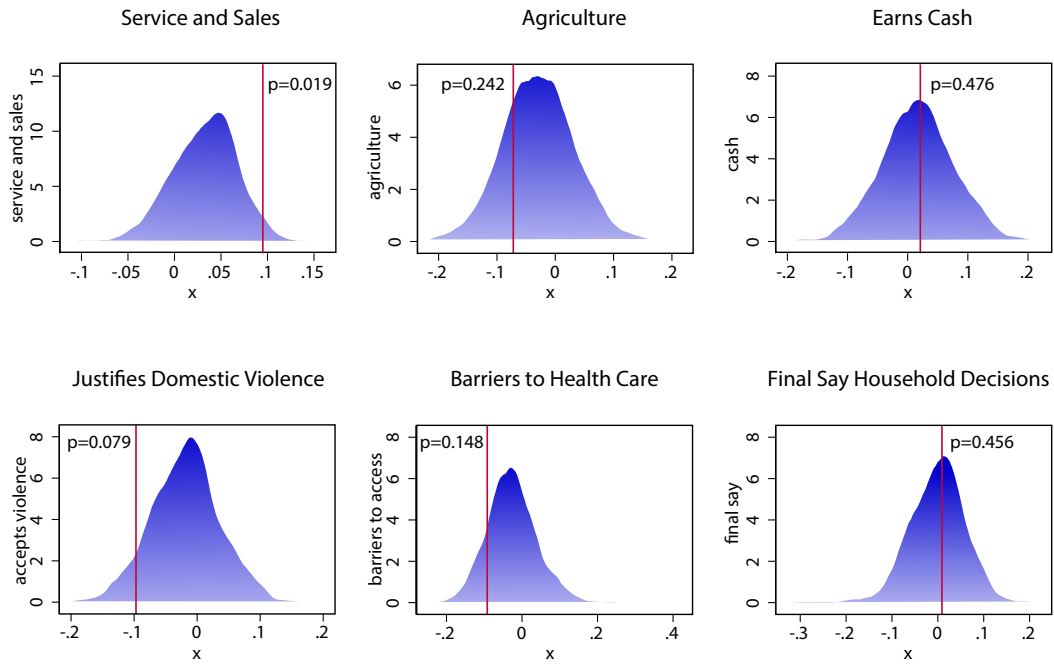 Service and Sales
service and sales
15
10
5
0
p=0.019
-.1 -.05 0 .05 .1 .15
x
Agriculture
agriculture
6
4
2
0
p=0.242
-.2 -.1 0 .1 .2
x
Earns Cash
cash
8
6
4
2
0
p=0.476
-.2 -.1 0 .1 .2
x
Justifies Domestic Violence
accepts violence
8
6
4
2
0
p=0.079
-.2 -.1 0 .1 .2
x
Barriers to Health Care
barriers to access
8
6
4
2
0
p=0.148
-.2 0 .2 .4
x
Final Say Household Decisions
final say
8
6
4
2
0
p=0.456
-.3 -.2 -.1 0 .1 .2
x